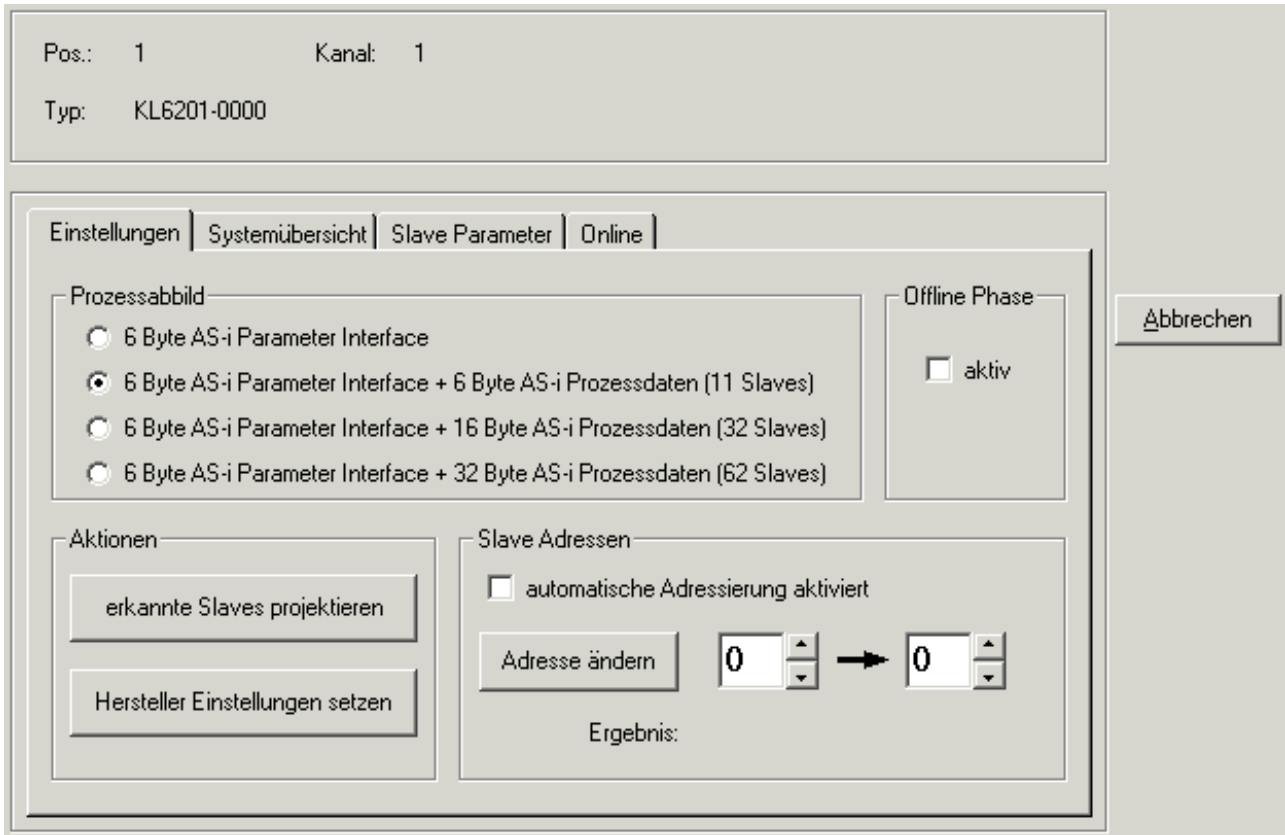 Pos.: 1 Kanal: 1
Typ: KL6201-0000
Einstellungen Systemübersicht Slave Parameter Online
Prozessabbild
6 Byte AS-i Parameter Interface
6 Byte AS-i Parameter Interface + 6 Byte AS-i Prozessdaten (11 Slaves)
6 Byte AS-i Parameter Interface + 16 Byte AS-i Prozessdaten (32 Slaves)
6 Byte AS-i Parameter Interface + 32 Byte AS-i Prozessdaten (62 Slaves)
Offline Phase
aktiv
Abbrechen
Aktionen
erkannte Slaves projektieren
Hersteller Einstellungen setzen
Slave Adressen
automatische Adressierung aktiviert
Adresse ändern 0 0
Ergebnis: